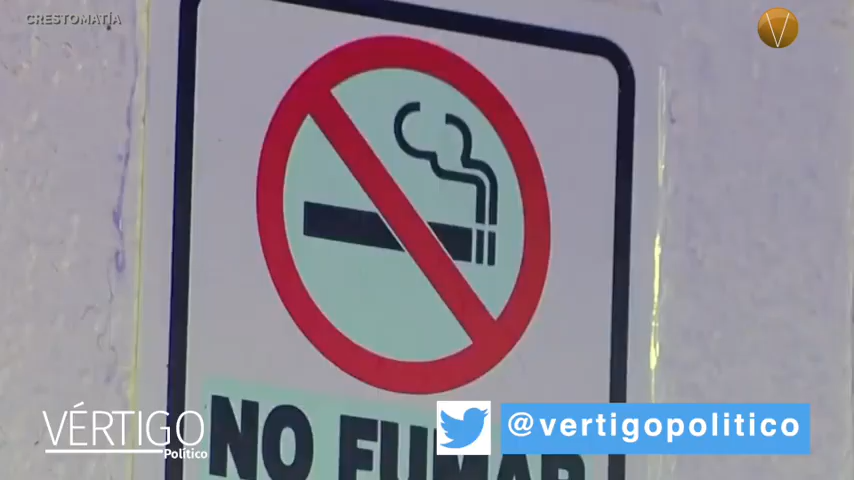 CRESTOMATÍA
V
NO FUMAR
VÉRTIGO
Político
@vertigopolitico